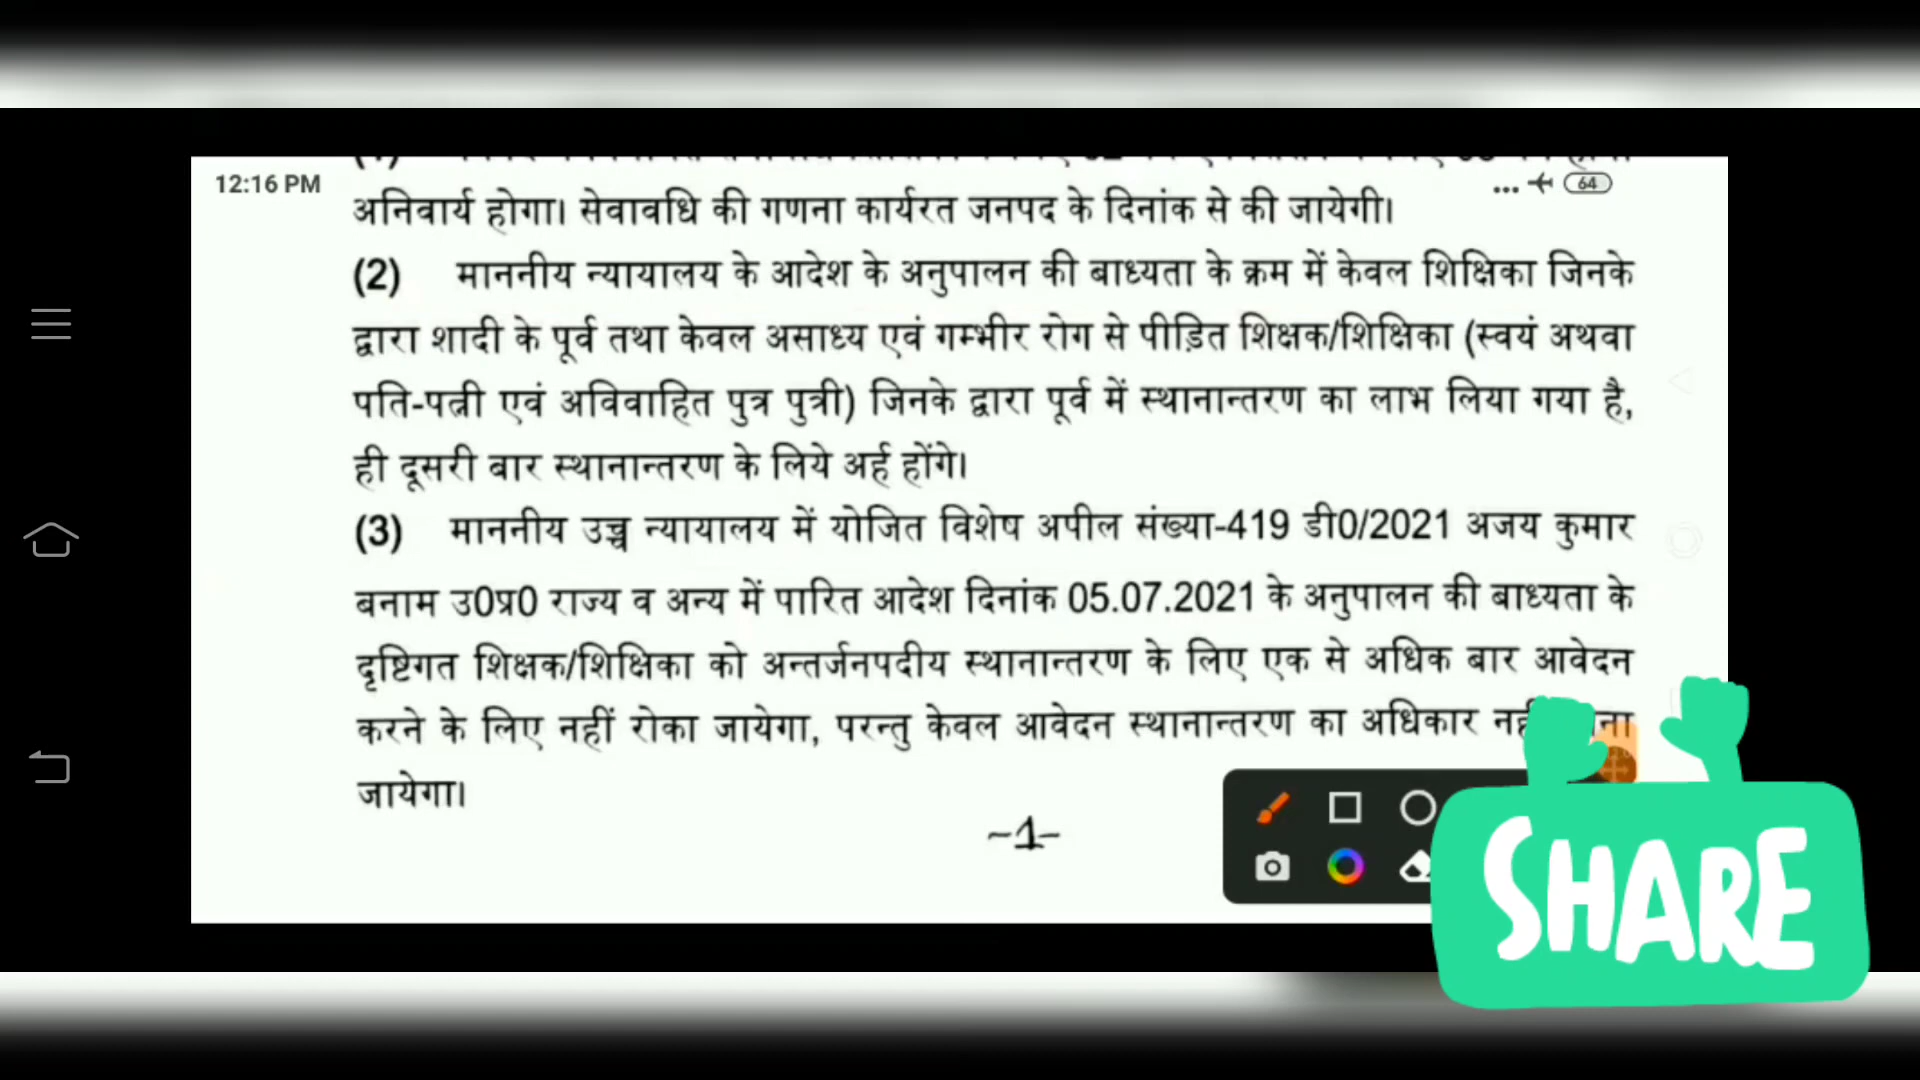 12:16 PM
64
अनिवार्य होगा। सेवावधि की गणना कार्यरत जनपद के दिनांक से की जायेगी।
(2) माननीय न्यायालय के आदेश के अनुपालन की बाध्यता के क्रम में केवल शिक्षिका जिनके
द्वारा शादी के पूर्व तथा केवल असाध्य एवं गम्भीर रोग से पीड़ित शिक्षक/शिक्षिका (स्वयं अथवा
पति-पत्नी एवं अविवाहित पुत्र पुत्री) जिनके द्वारा पूर्व में स्थानान्तरण का लाभ लिया गया है,
ही दूसरी बार स्थानान्तरण के लिये अर्ह होंगे।
(3) माननीय उच्च न्यायालय में योजित विशेष अपील संख्या-419 डी0/2021 अजय कुमार
बनाम उ0प्र0 राज्य व अन्य में पारित आदेश दिनांक 05.07.2021 के अनुपालन की बाध्यता के
दृष्टिगत शिक्षक/शिक्षिका को अन्तर्जनपदीय स्थानान्तरण के लिए एक से अधिक बार आवेदन
करने के लिए नहीं रोका जायेगा, परन्तु केवल आवेदन स्थानान्तरण का अधिकार
जायेगा।
~1-
SHARE